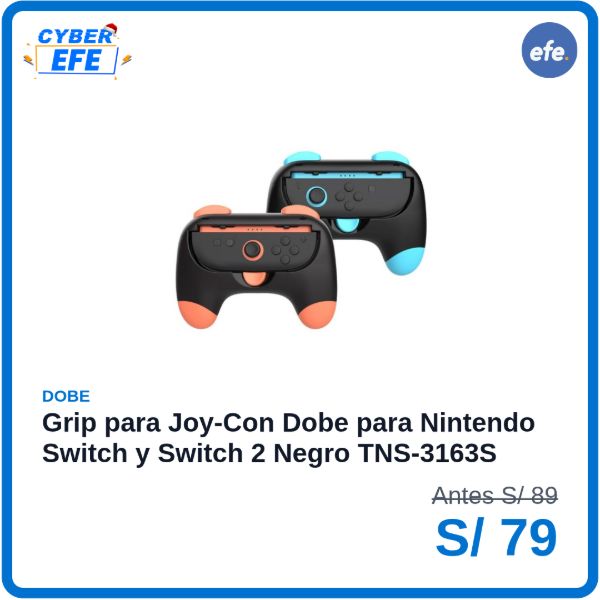 CYBER
EFE
efe.
DOBE
Grip para Joy-Con Dobe para Nintendo
Switch y Switch 2 Negro TNS-3163S
Antes S/ 89
S/ 79